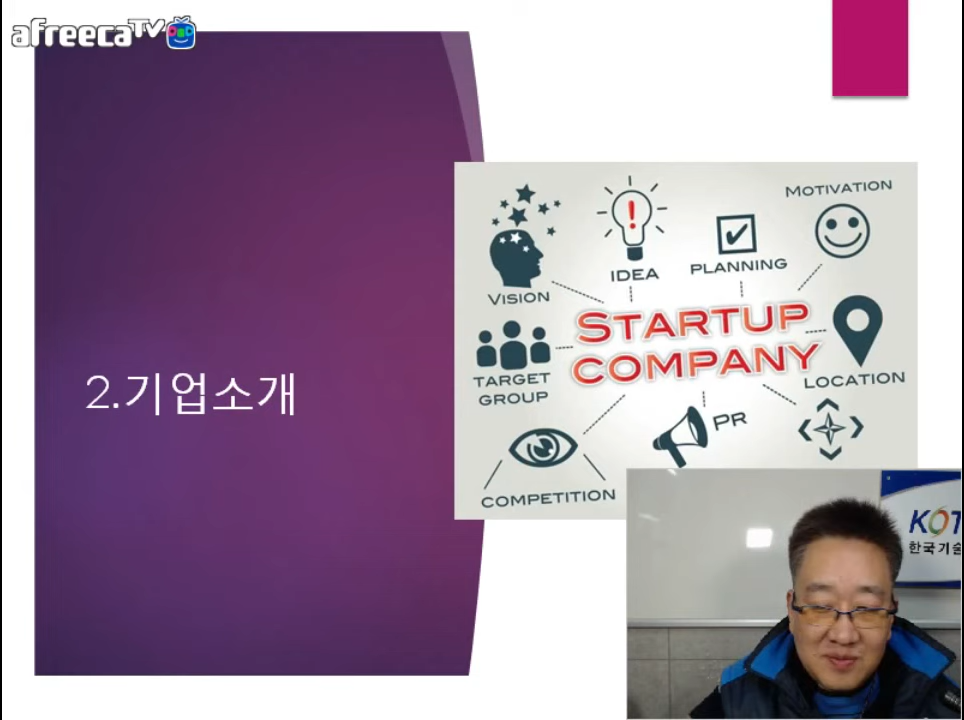 afreecaTV
2.기업소개
MOTIVATION
IDEA
PLANNING
VISION
STARTUP
COMPANY
TARGET
GROUP
LOCATION
PR
COMPETITION
KOT
한국기술